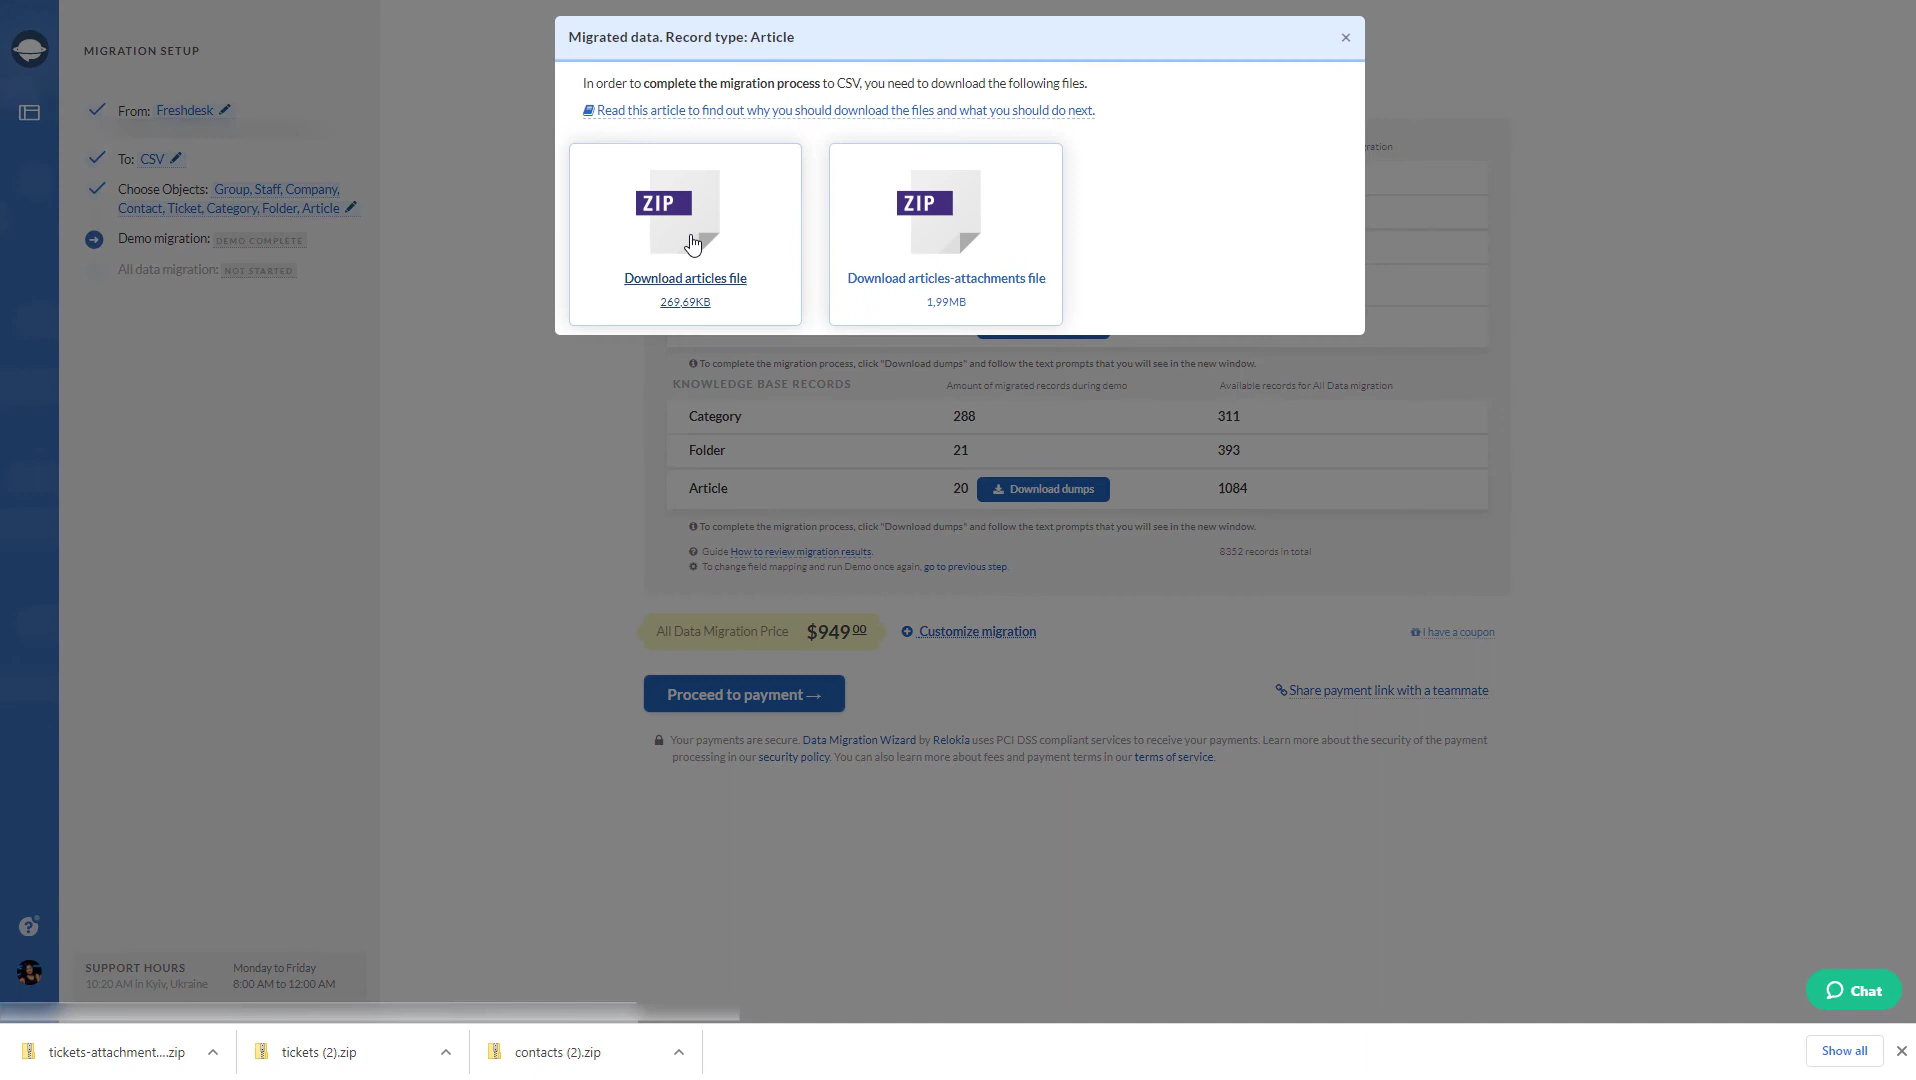 Migrated data. Record type: Article
In order to complete the migration process to CSV, you need to download the following files.
Read this article to find out why you should download the files and what you should do next.
ZIP
Download articles file
269,69KB
ZIP
Download articles-attachments file
1,99MB
MIGRATION SETUP
From: Freshdesk
To: CSV
Choose Objects: Group, Staff, Company,
Contact, Ticket, Category, Folder, Article
Demo migration: DEMO COMPLETE
All data migration: NOT STARTED
To complete the migration process, click "Download dumps" and follow the text prompts that you will see in the new window.
KNOWLEDGE BASE RECORDS Amount of migrated records during demo Available records for All Data migration
Category 288 311
Folder 21 393
Article 20 Download dumps 1084
To complete the migration process, click "Download dumps" and follow the text prompts that you will see in the new window.
Guide How to review migration results. 8352 records in total
To change field mapping and run Demo once again, go to previous step.
All Data Migration Price $949 00 Customize migration I have a coupon
Proceed to payment → Share payment link with a teammate
Your payments are secure. Data Migration Wizard by Relokia uses PCI DSS compliant services to receive your payments. Learn more about the security of the payment
processing in our security policy. You can also learn more about fees and payment terms in our terms of service.
SUPPORT HOURS Monday to Friday
10:20 AM in Kyiv, Ukraine 8:00 AM to 12:00 AM
Chat
tickets-attachment....zip tickets (2).zip contacts (2).zip Show all